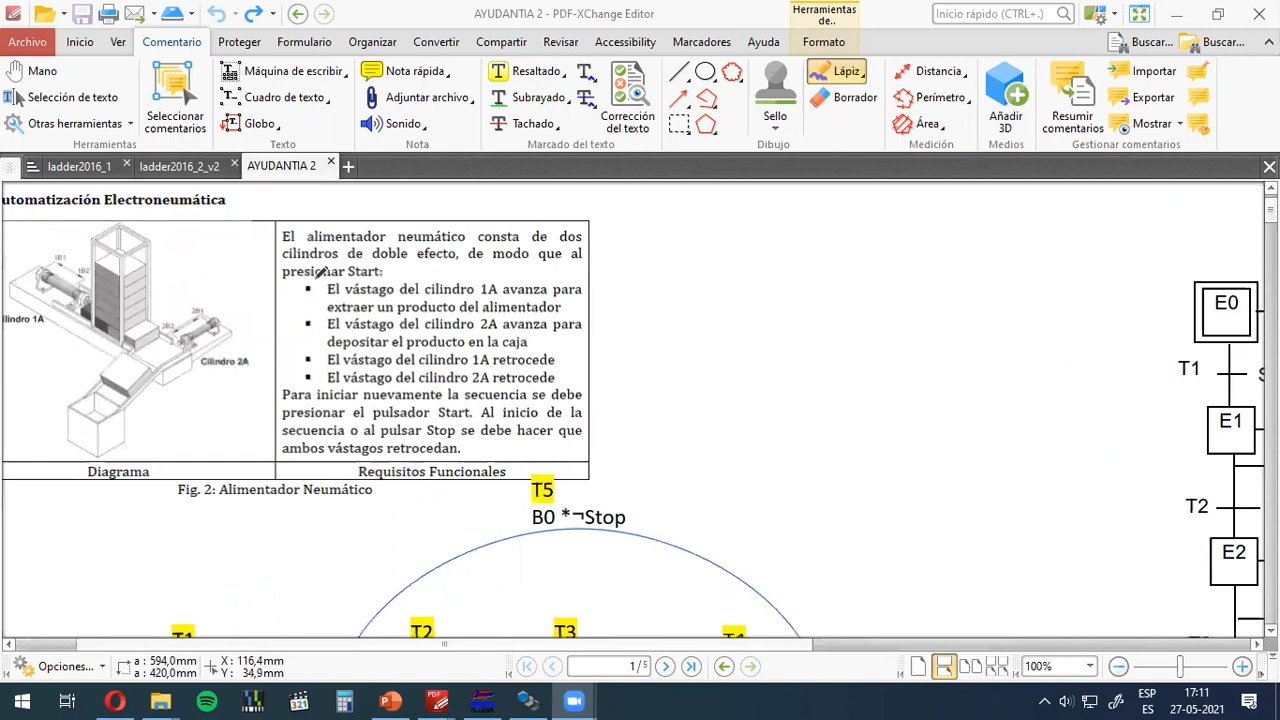 AYUDANTIA 2 - PDF-XChange Editor
Herramientas de..
Inicio rápido (CTRL+.)
Archivo Inicio Ver Comentario Proteger Formulario Organizar Convertir Compartir Revisar Accessibility Marcadores Ayuda Formato Buscar... Buscar...
Mano
Selección de texto
Otras herramientas
Herramientas
Seleccionar comentarios
Máquina de escribir
Cuadro de texto
Globo
Texto
Nota rápida
Adjuntar archivo
Sonido
Nota
Resaltado
Subrayado
Tachado
Corrección del texto
Marcado del texto
Dibujo
Sello
Lápiz
Borrador
Distancia
Perímetro
Área
Medición
Añadir 3D
Medios
Resumir comentarios
Importar
Exportar
Mostrar
Gestionar comentarios
ladder2016_1 ladder2016_2_v2 AYUDANTIA 2
utomatización Electroneumática
1B1
1B2
2B1
2B2
ilindro 1A
Cilindro 2A
El alimentador neumático consta de dos
cilindros de doble efecto, de modo que al
presionar Start:
▪ El vástago del cilindro 1A avanza para
extraer un producto del alimentador
▪ El vástago del cilindro 2A avanza para
depositar el producto en la caja
▪ El vástago del cilindro 1A retrocede
▪ El vástago del cilindro 2A retrocede
Para iniciar nuevamente la secuencia se debe
presionar el pulsador Start. Al inicio de la
secuencia o al pulsar Stop se debe hacer que
ambos vástagos retrocedan.
Diagrama Requisitos Funcionales
Fig. 2: Alimentador Neumático
T5
B0 *¬Stop
T2 T3
E0
T1
E1
T2
E2
Opciones...
a : 594,0mm
a : 420,0mm
X : 116,4mm
Y : 34,9mm
1/5
100%
ESP
ES
17:11
27-05-2021